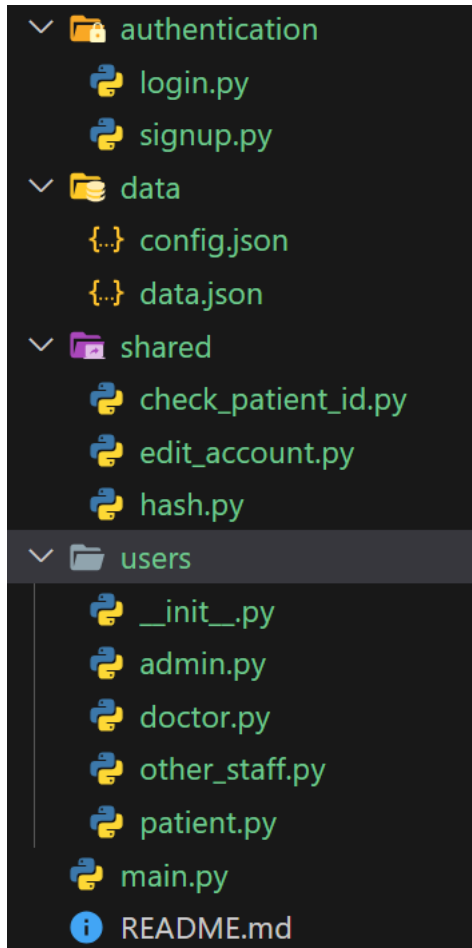 authentication
login.py
signup.py
data
{..} config.json
{..} data.json
shared
check_patient_id.py
edit_account.py
hash.py
users
__init__.py
admin.py
doctor.py
other_staff.py
patient.py
main.py
README.md